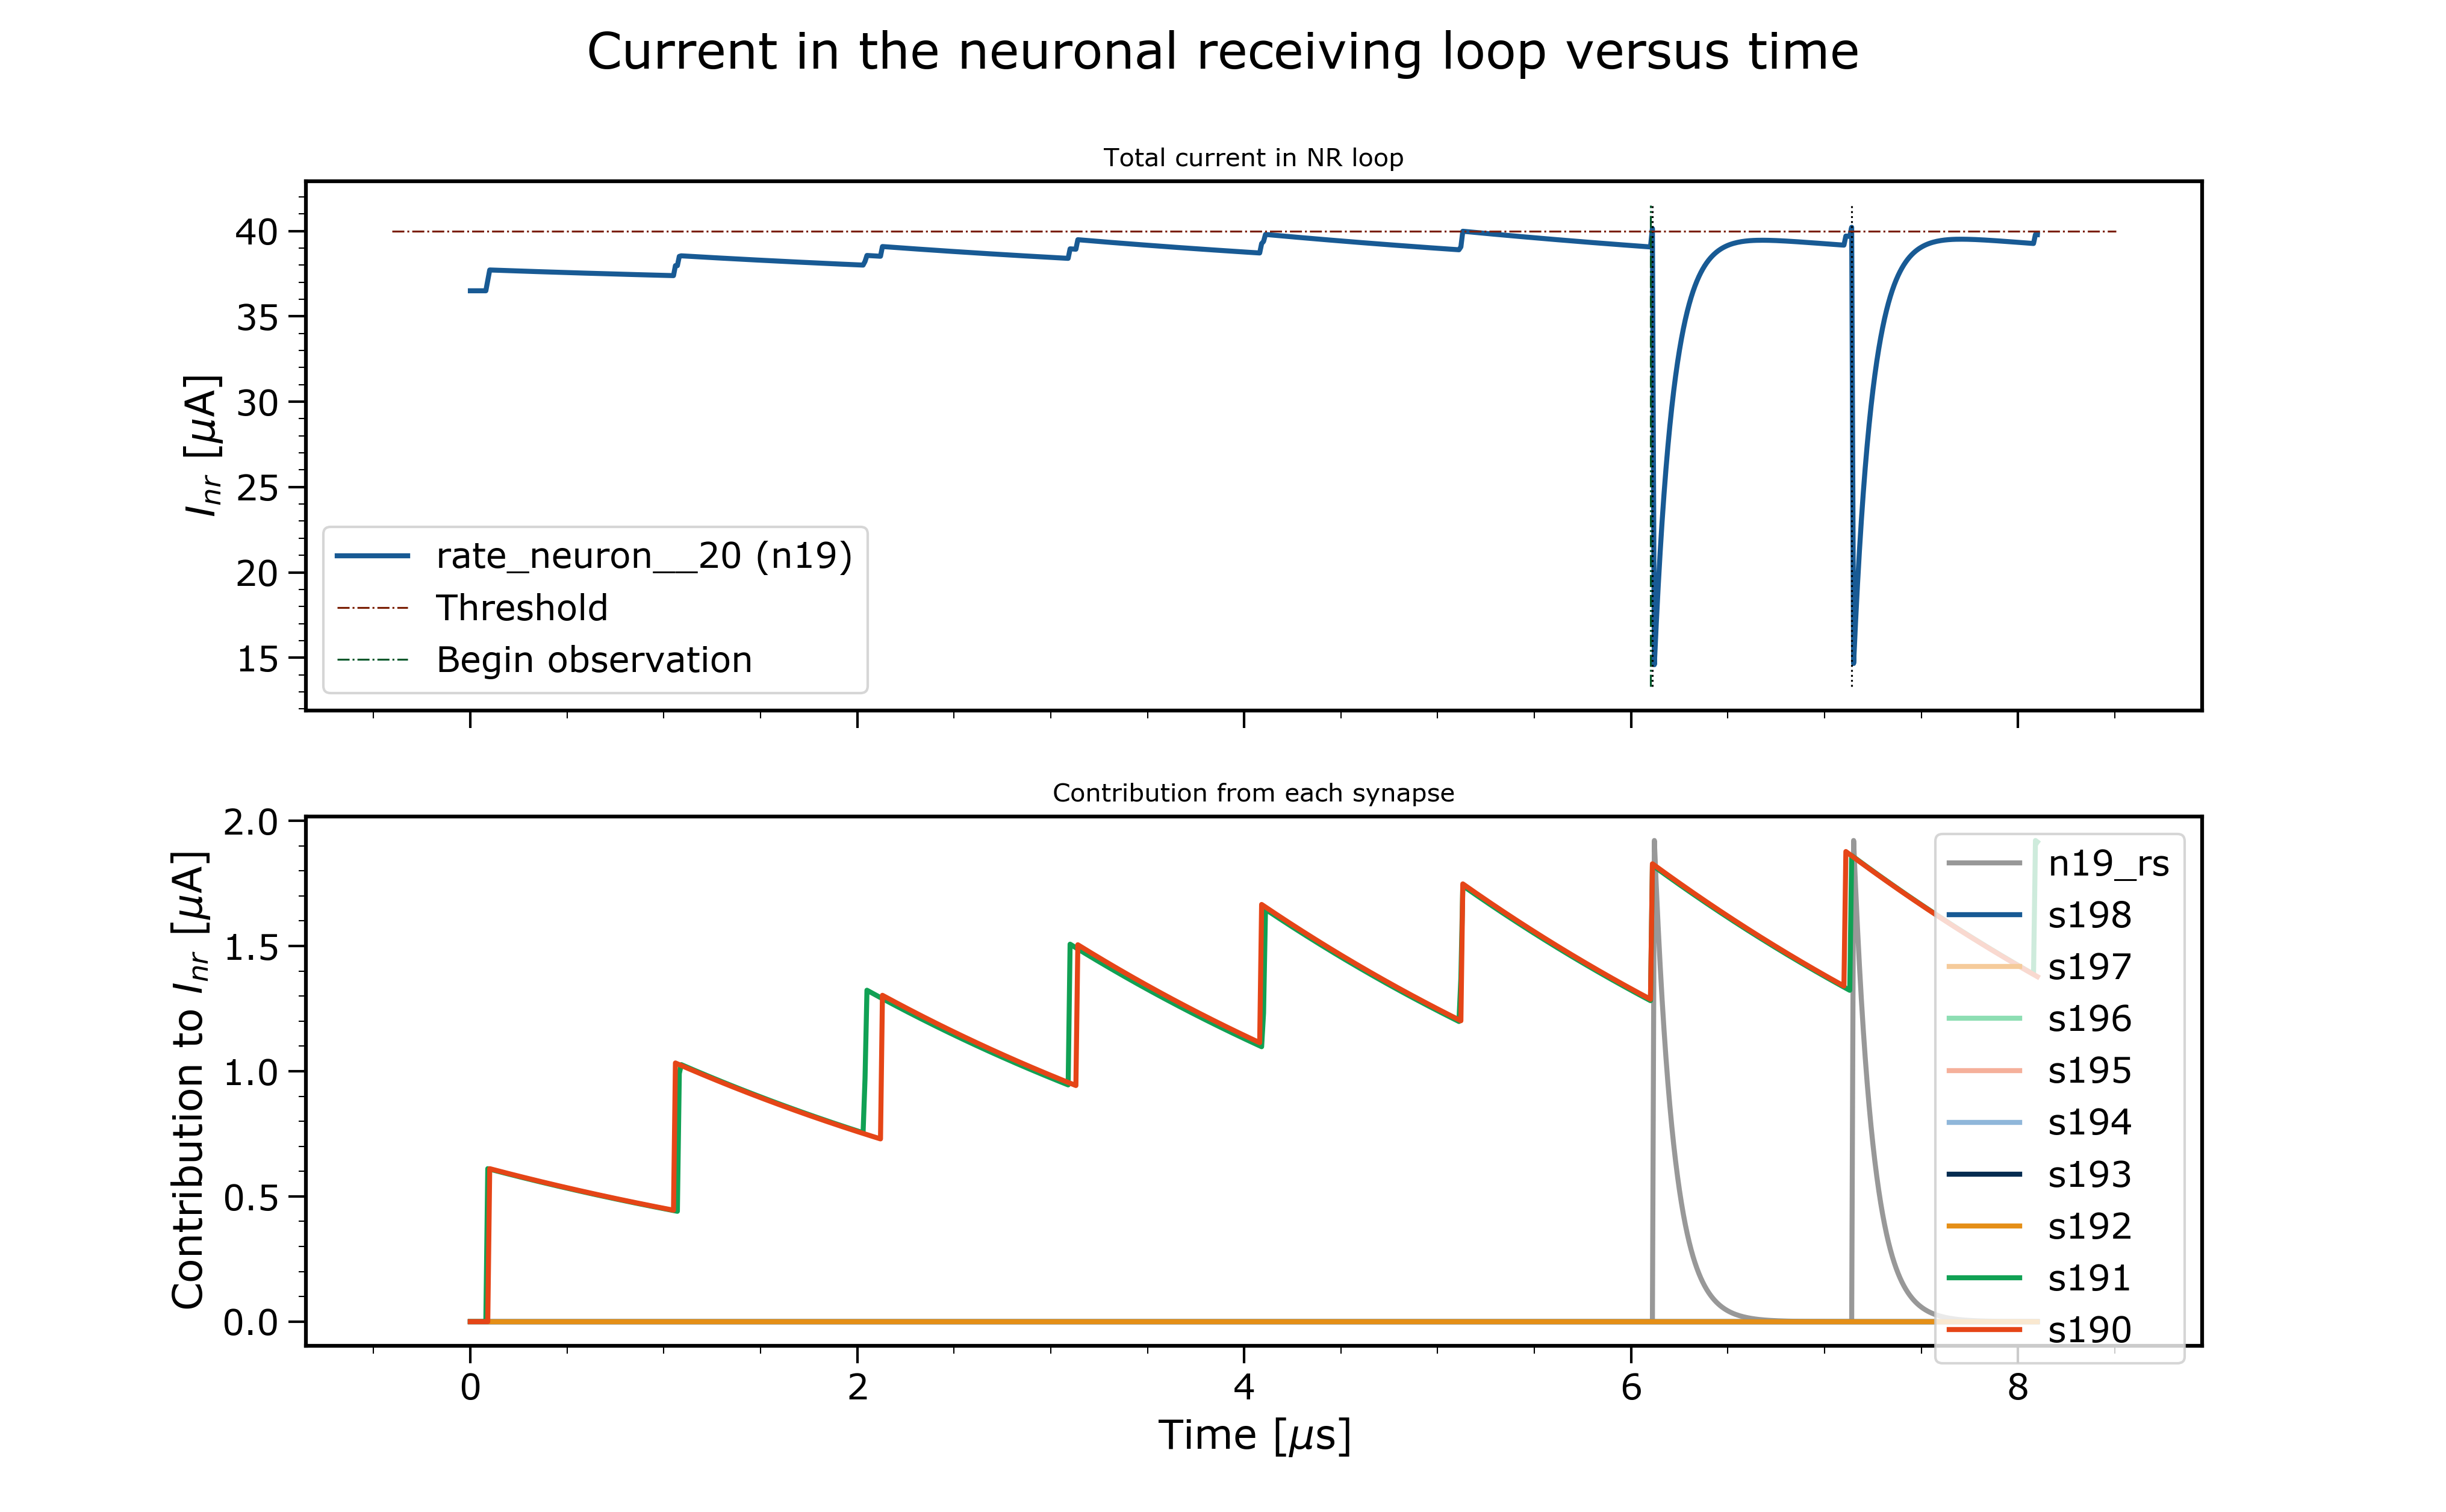 Current in the neuronal receiving loop versus time
Total current in NR loop
40
35
30
25
20
15
I_nr [μA]
rate_neuron__20 (n19)
Threshold
Begin observation
Contribution from each synapse
2.0
1.5
1.0
0.5
0.0
Contribution to I_nr [μA]
n19_rs
s198
s197
s196
s195
s194
s193
s192
s191
s190
0 2 4 6 8
Time [μs]